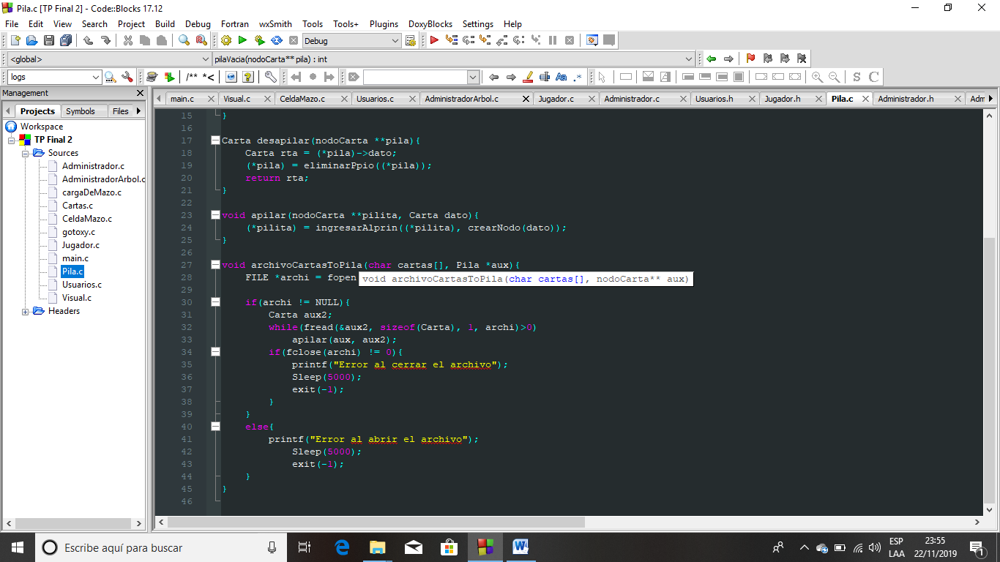 Pila.c [TP Final 2] - Code::Blocks 17.12
File Edit View Search Project Build Debug Fortran wxSmith Tools Tools+ Plugins DoxyBlocks Settings Help
Debug
<global> pilaVacia(nodoCarta** pila) : int
logs /** *< Aa .* S C
Management
main.c Visual.c CeldaMazo.c Usuarios.c AdministradorArbol.c Jugador.c Administrador.c Usuarios.h Jugador.h Pila.c Administrador.h Adm
Projects Symbols Files
Workspace
TP Final 2
Sources
Administrador.c
AdministradorArbol.c
cargaDeMazo.c
Cartas.c
CeldaMazo.c
gotoxy.c
Jugador.c
main.c
Pila.c
Usuarios.c
Visual.c
Headers
15 }
16
17 Carta desapilar(nodoCarta **pila){
18 Carta rta = (*pila)->dato;
19 (*pila) = eliminarPpio((*pila));
20 return rta;
21 }
22
23 void apilar(nodoCarta **pilita, Carta dato){
24 (*pilita) = ingresarAlprin((*pilita), crearNodo(dato));
25 }
26
27 void archivoCartasToPila(char cartas[], Pila *aux){
28 FILE *archi = fopen void archivoCartasToPila(char cartas[], nodoCarta** aux)
29
30 if(archi != NULL){
31 Carta aux2;
32 while(fread(&aux2, sizeof(Carta), 1, archi)>0)
33 apilar(aux, aux2);
34 if(fclose(archi) != 0){
35 printf("Error al cerrar el archivo");
36 Sleep(5000);
37 exit(-1);
38 }
39 }
40 else{
41 printf("Error al abrir el archivo");
42 Sleep(5000);
43 exit(-1);
44 }
45 }
46
Escribe aquí para buscar
ESP
LAA
23:55
22/11/2019
1